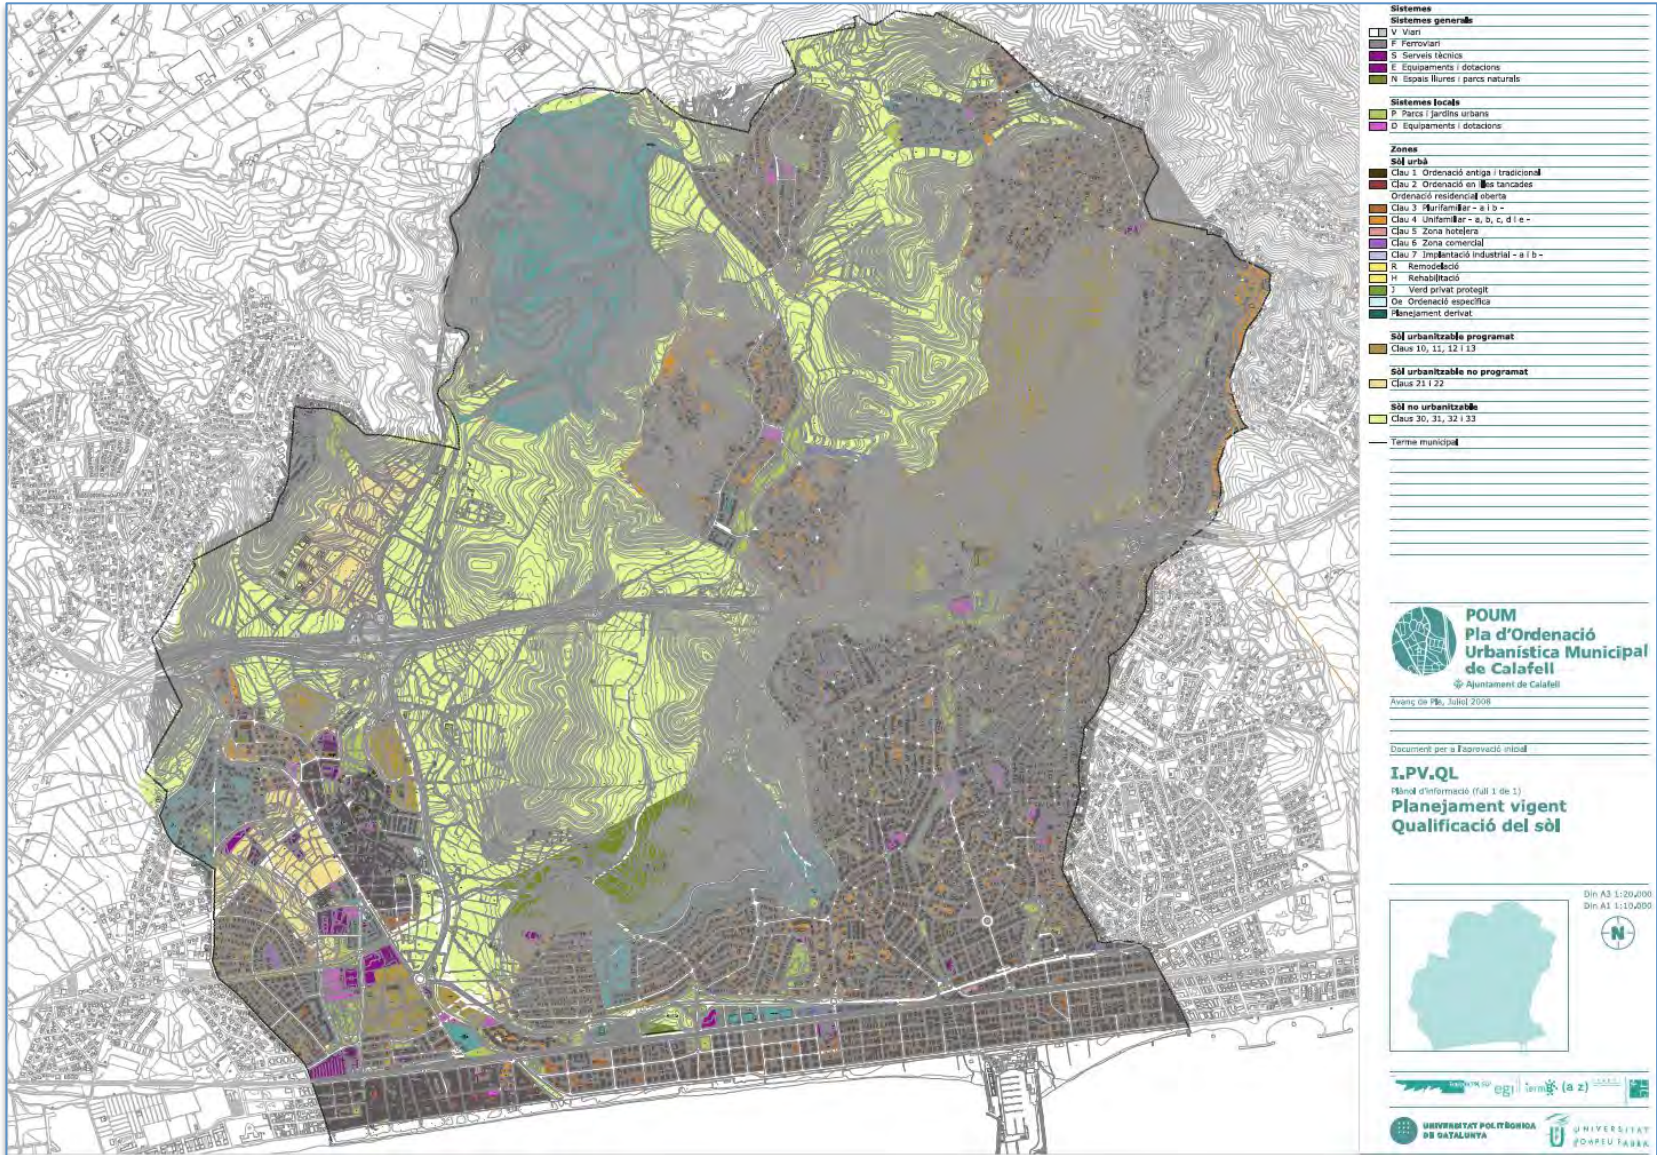 Sistemes
Sistemes generals
V Viari
F Ferroviari
S Serveis tècnics
E Equipaments i dotacions
N Espais lliures i parcs naturals
Sistemes locals
P Parcs i jardins urbans
D Equipaments i dotacions
Zones
Sòl urbà
Clau 1 Ordenació antiga i tradicional
Clau 2 Ordenació en illes tancades
Ordenació residencial oberta
Clau 3 Plurifamiliar - a i b -
Clau 4 Unifamiliar - a, b, c, d i e -
Clau 5 Zona hotelera
Clau 6 Zona comercial
Clau 7 Implantació industrial - a i b -
R Remodelació
H Rehabilitació
J Verd privat protegit
Oe Ordenació específica
Planejament derivat
Sòl urbanitzable programat
Claus 10, 11, 12 i 13
Sòl urbanitzable no programat
Claus 21 i 22
Sòl no urbanitzable
Claus 30, 31, 32 i 33
Terme municipal
POUM
Pla d'Ordenació
Urbanística Municipal
de Calafell
Ajuntament de Calafell
Avanç de Pla, Juliol 2008
Document per a l'aprovació inicial
I.PV.QL
Plànol d'informació (full 1 de 1)
Planejament vigent
Qualificació del sòl
Din A3 1:20.000
Din A1 1:10.000
N
egi (a z)
UNIVERSITAT POLITÈCNICA
DE CATALUNYA
UNIVERSITAT
POMPEU FABRA